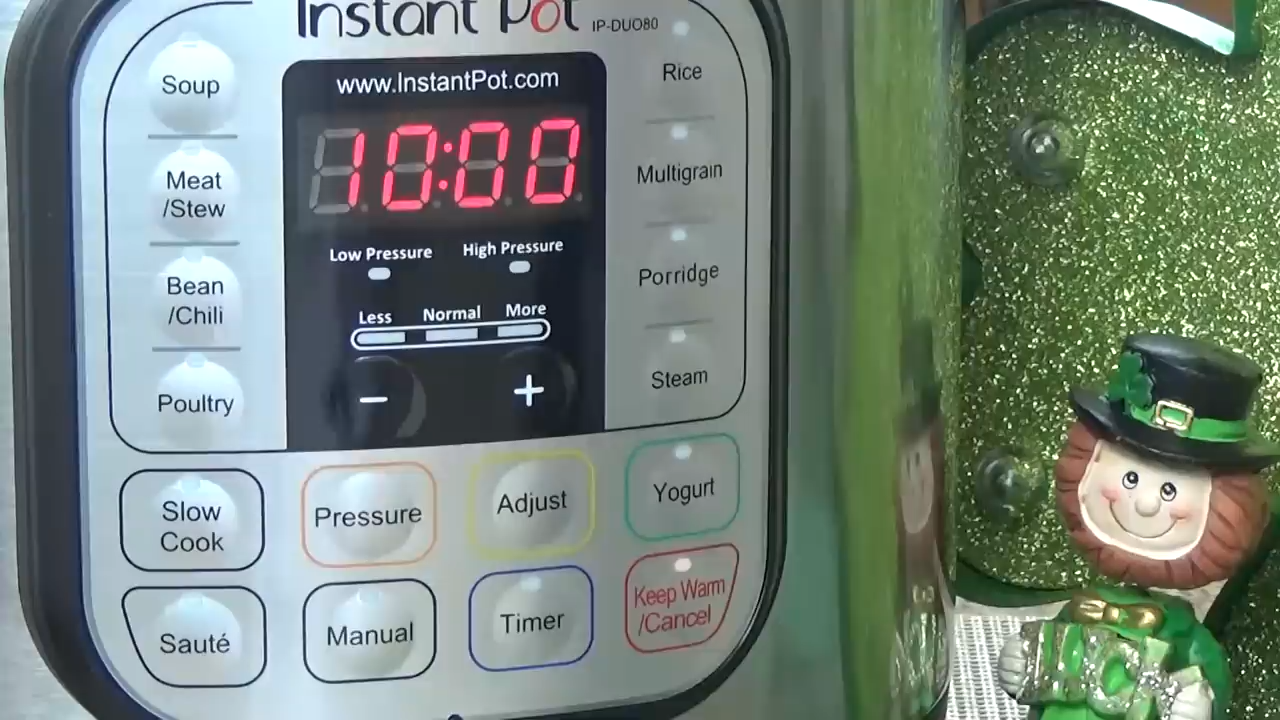 Instant Pot IP-DUO80
www.InstantPot.com
10:00
Low Pressure High Pressure
Less Normal More
− +
Soup
Meat
/Stew
Bean
/Chili
Poultry
Rice
Multigrain
Porridge
Steam
Slow
Cook
Pressure
Adjust
Yogurt
Sauté
Manual
Timer
Keep Warm
/Cancel